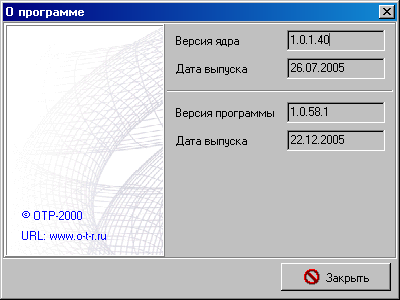 О программе
Версия ядра 1.0.1.40
Дата выпуска 26.07.2005
Версия программы 1.0.58.1
Дата выпуска 22.12.2005
© ОТР-2000
URL: www.o-t-r.ru
Закрыть